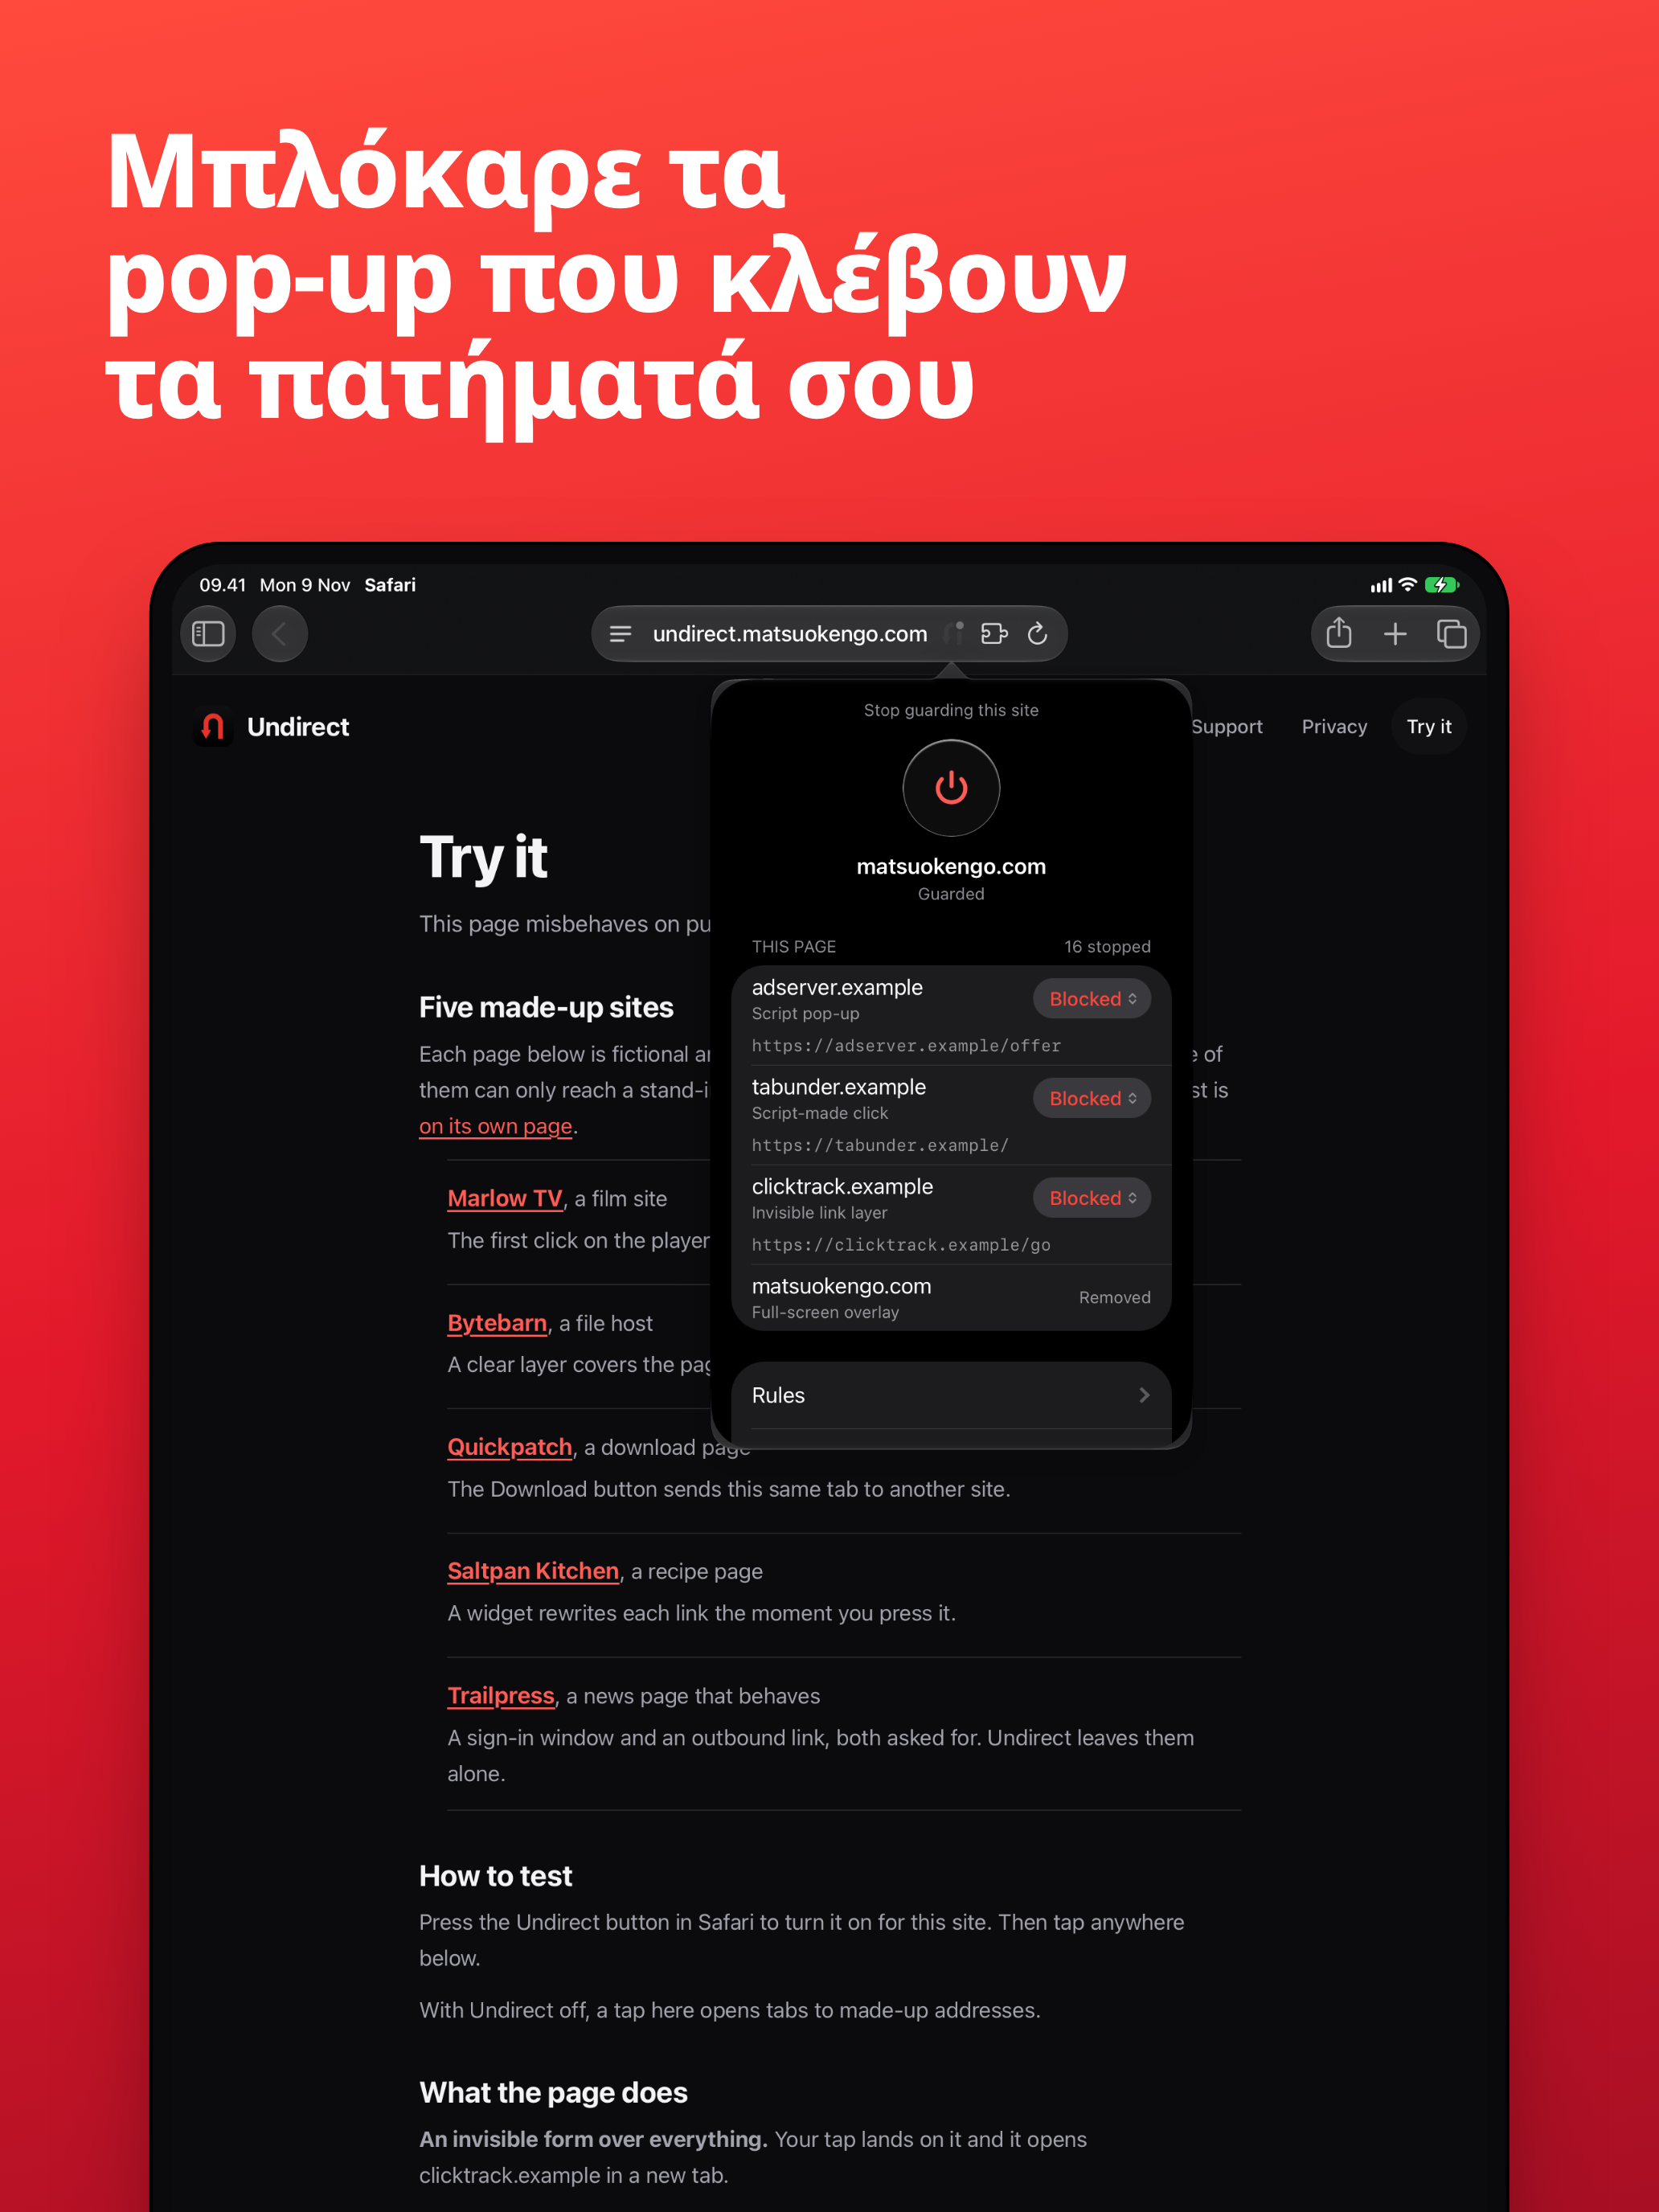 Μπλόκαρε τα
pop-up που κλέβουν
τα πατήματά σου
09.41 Mon 9 Nov Safari
undirect.matsuokengo.com
Undirect
Support Privacy Try it
Stop guarding this site
matsuokengo.com
Guarded
THIS PAGE 16 stopped
adserver.example
Script pop-up
Blocked
https://adserver.example/offer
tabunder.example
Script-made click
Blocked
https://tabunder.example/
clicktrack.example
Invisible link layer
Blocked
https://clicktrack.example/go
matsuokengo.com
Full-screen overlay
Removed
Rules
Try it
This page misbehaves on
Five made-up sites
Each page below is fictional of
them can only reach a is
on its own page.
Marlow TV, a film site
The first click on the player
Bytebarn, a file host
A clear layer covers the
Quickpatch, a download page
The Download button sends this same tab to another site.
Saltpan Kitchen, a recipe page
A widget rewrites each link the moment you press it.
Trailpress, a news page that behaves
A sign-in window and an outbound link, both asked for. Undirect leaves them
alone.
How to test
Press the Undirect button in Safari to turn it on for this site. Then tap anywhere
below.
With Undirect off, a tap here opens tabs to made-up addresses.
What the page does
An invisible form over everything. Your tap lands on it and it opens
clicktrack.example in a new tab.